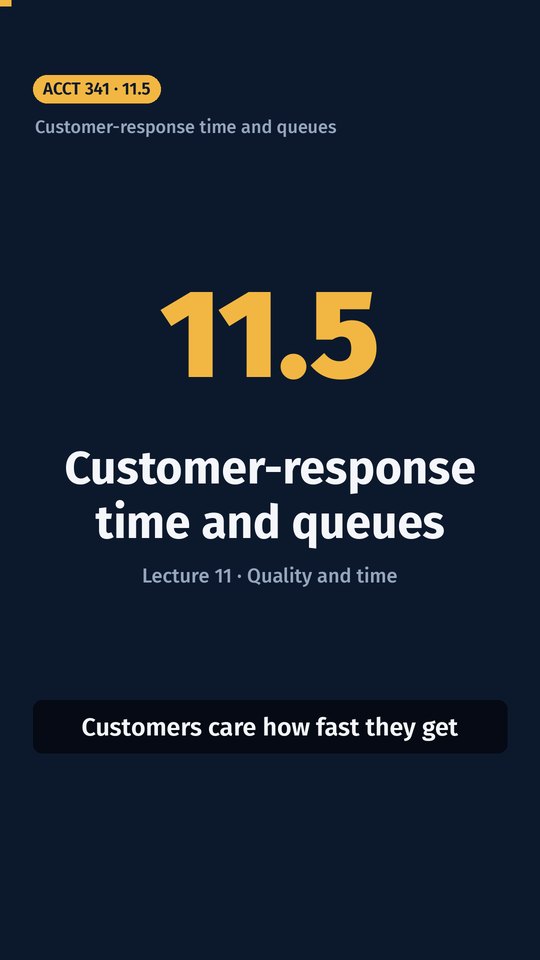 ACCT 341 · 11.5
Customer-response time and queues
11.5
Customer-response
time and queues
Lecture 11 · Quality and time
Customers care how fast they get